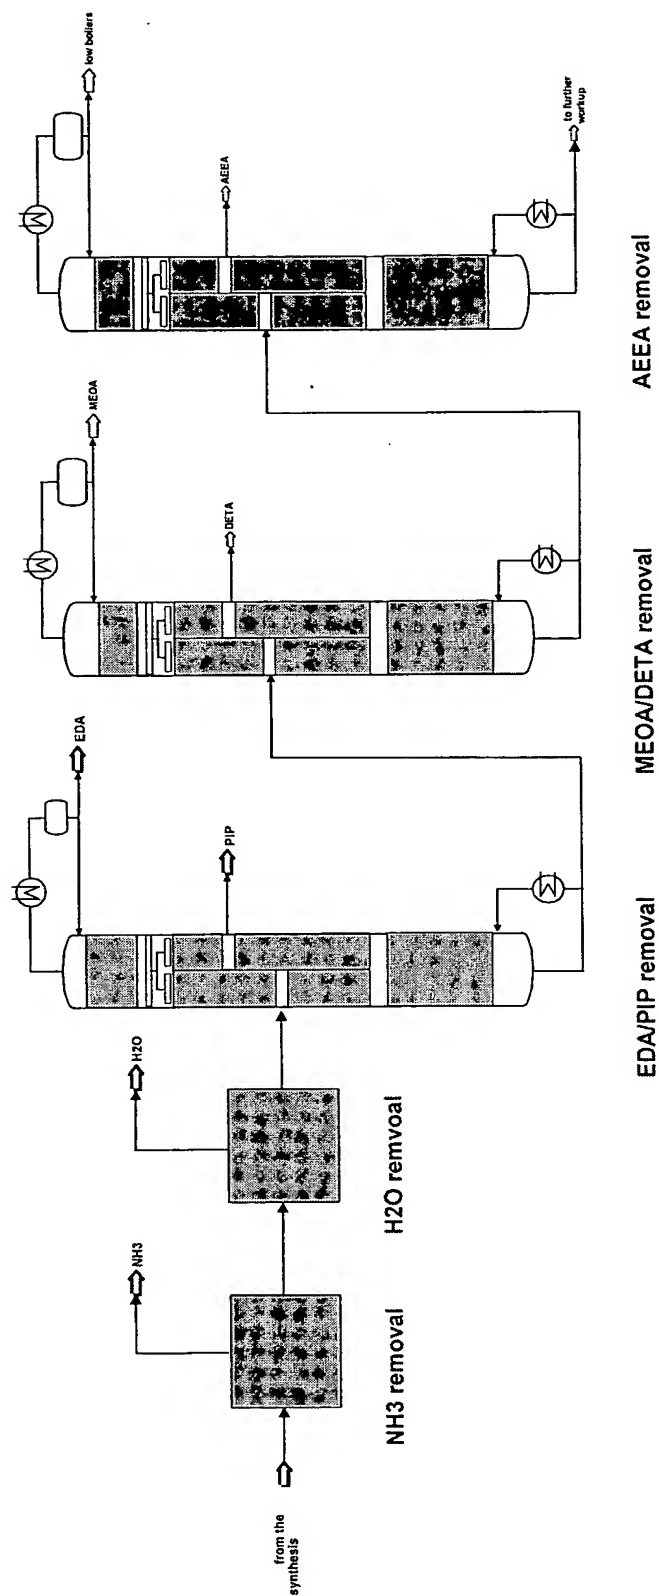 EDA
MEOA
low boilers
NH3
H2O
PIP
DETA
AEEA
from the
synthesis
NH3 removal
H2O remvoal
to further
workup
EDA/PIP removal
MEOA/DETA removal
AEEA removal